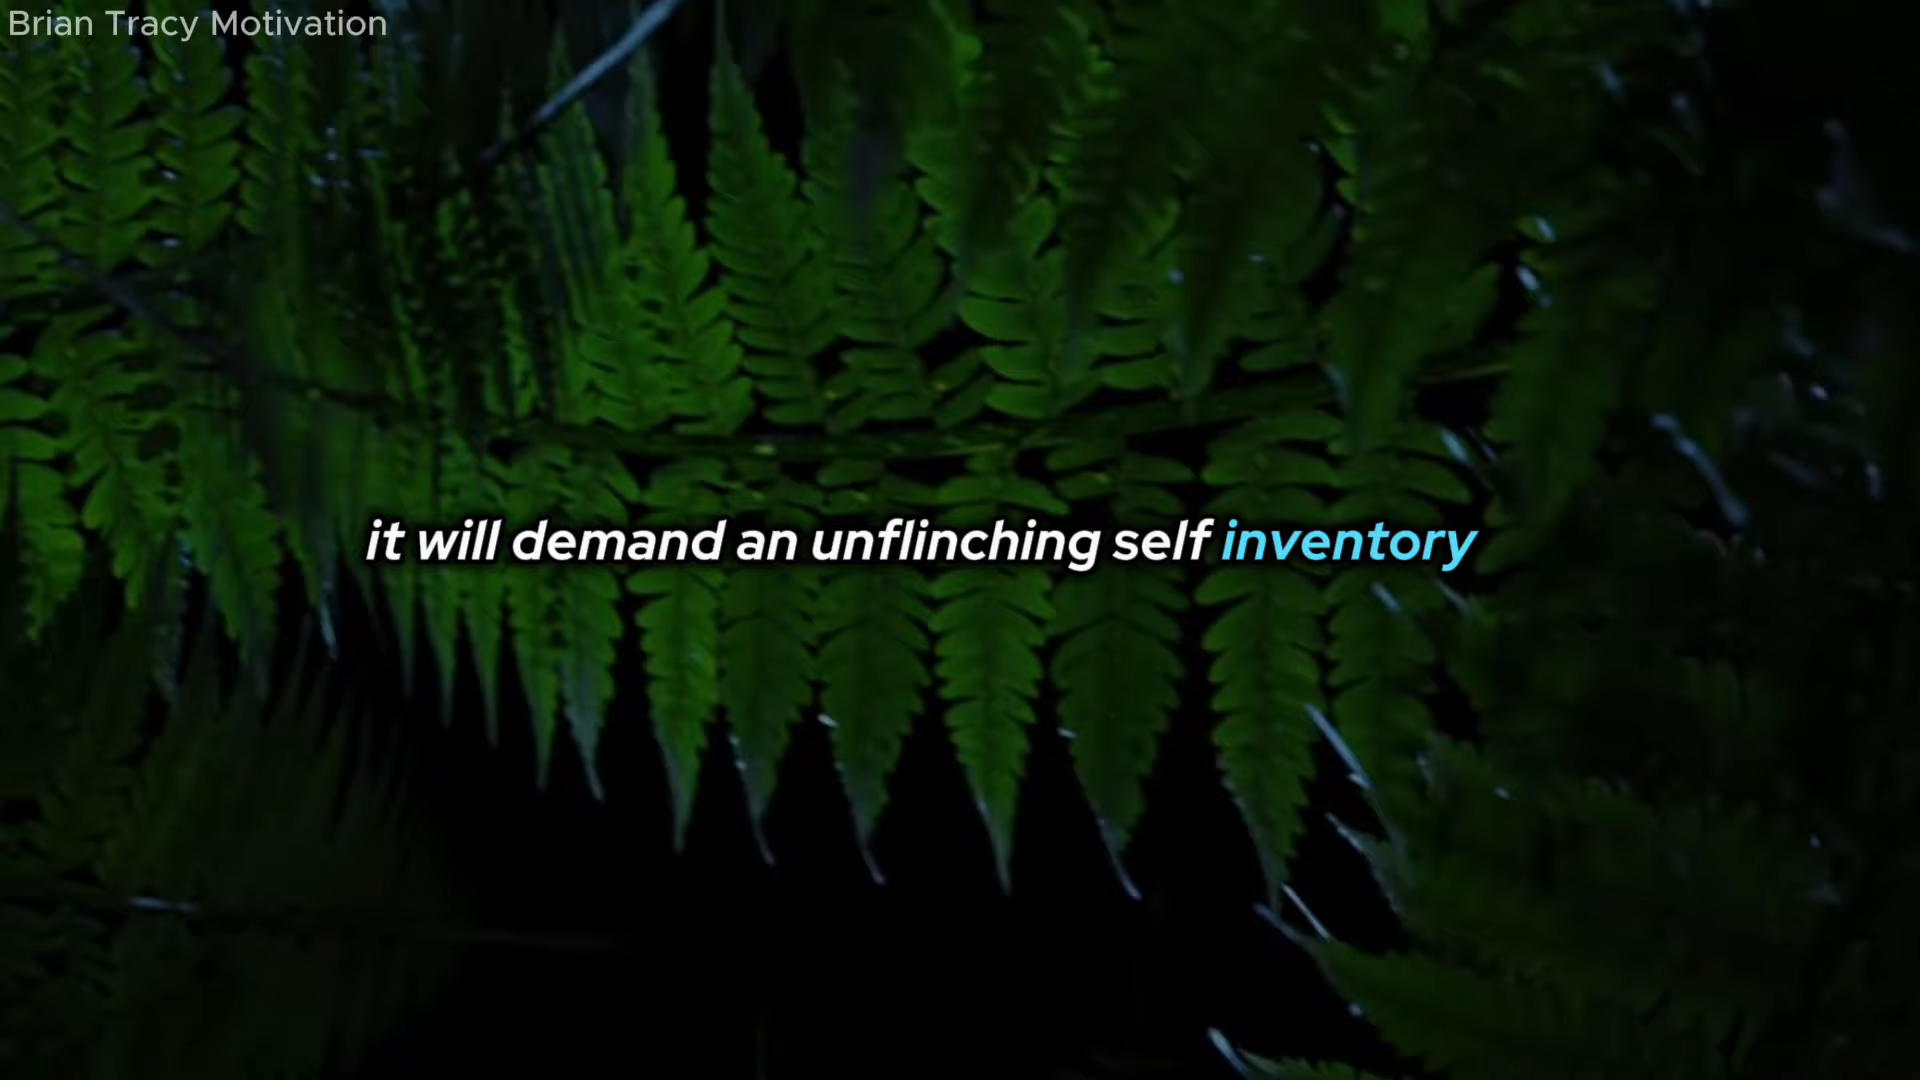 Brian Tracy Motivation
it will demand an unflinching self inventory